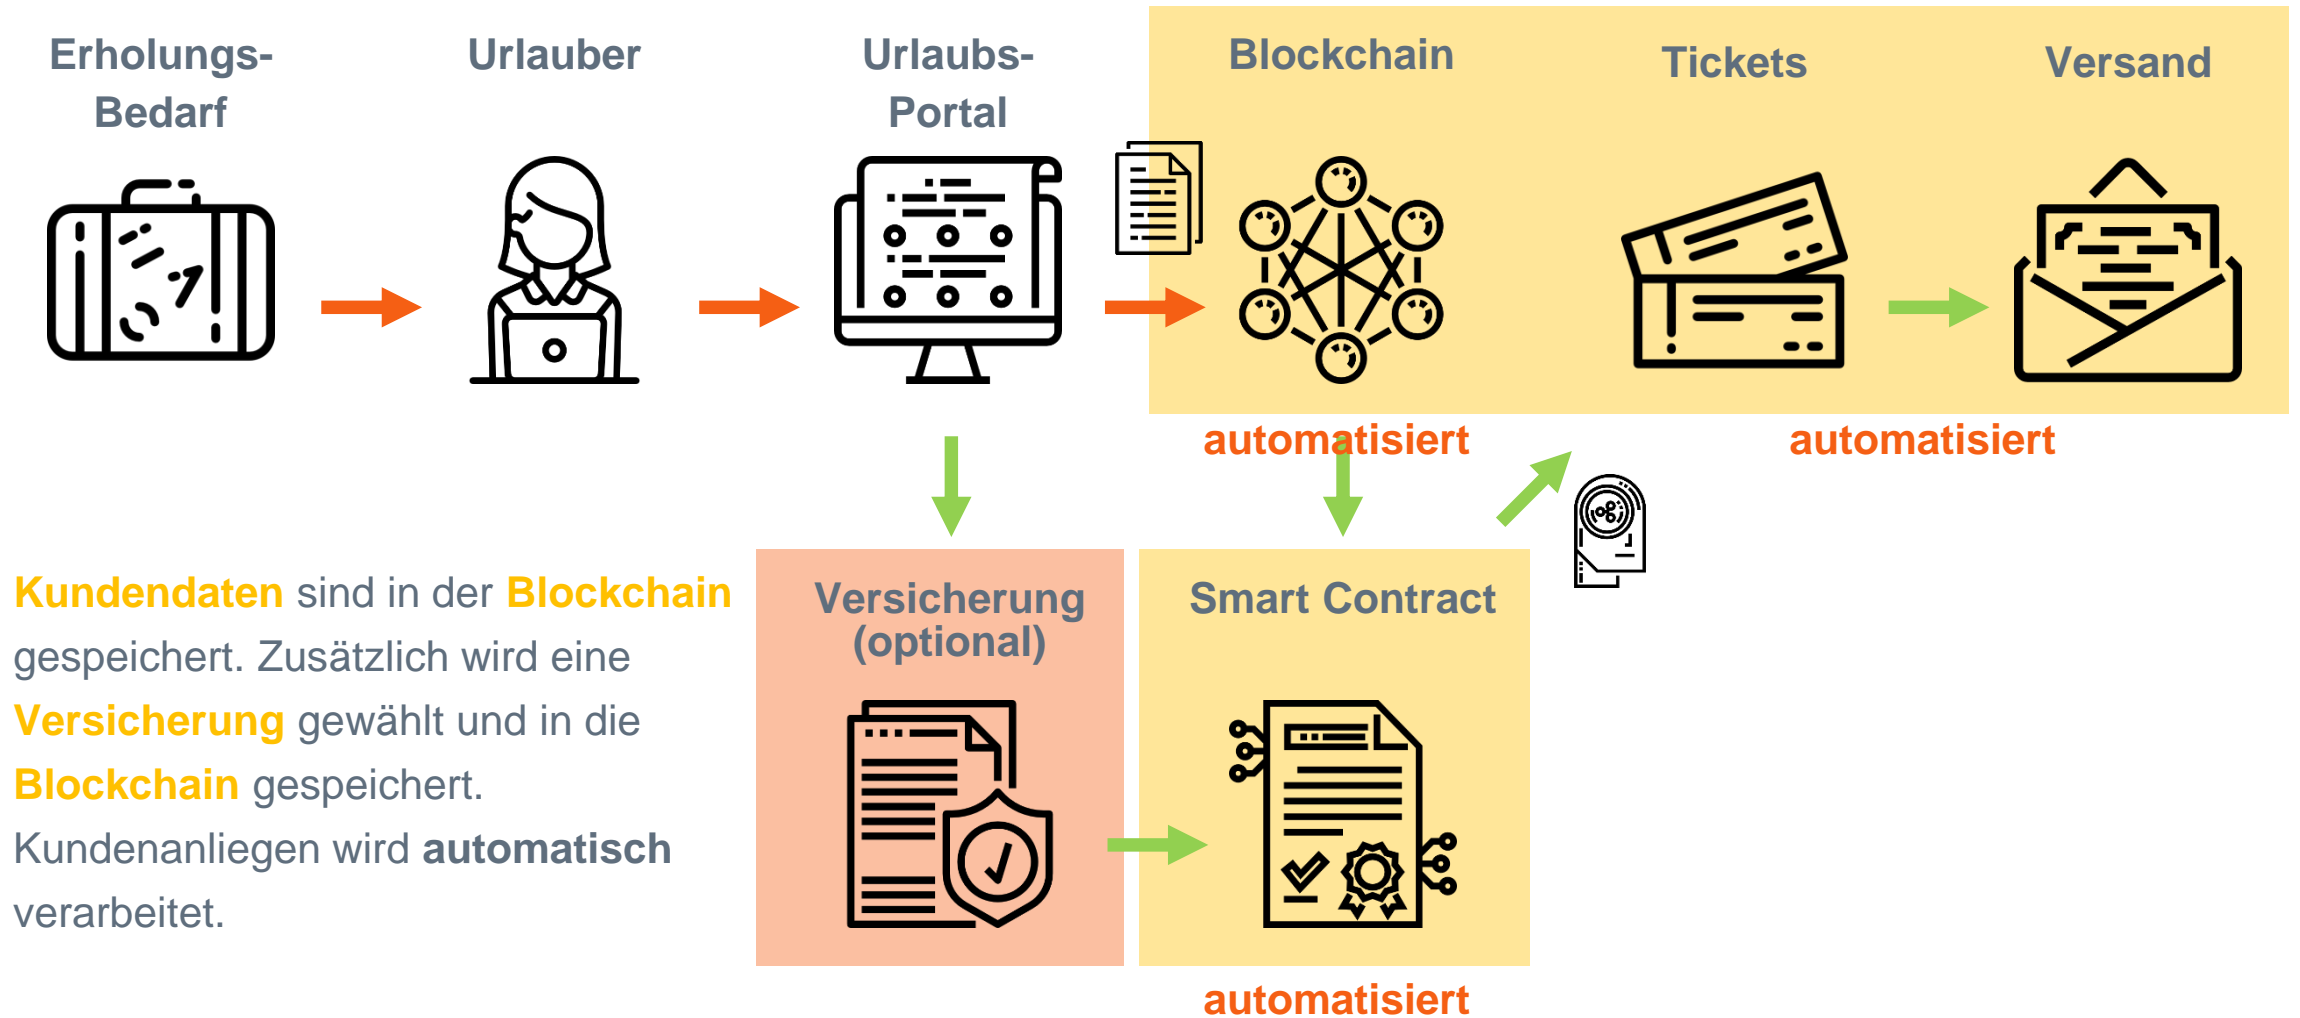 Erholungs-
Bedarf
Urlauber
Urlaubs-
Portal
Blockchain
Tickets
Versand
automatisiert
automatisiert
Kundendaten sind in der Blockchain
gespeichert. Zusätzlich wird eine
Versicherung gewählt und in die
Blockchain gespeichert.
Kundenanliegen wird automatisch
verarbeitet.
Versicherung
(optional)
Smart Contract
automatisiert